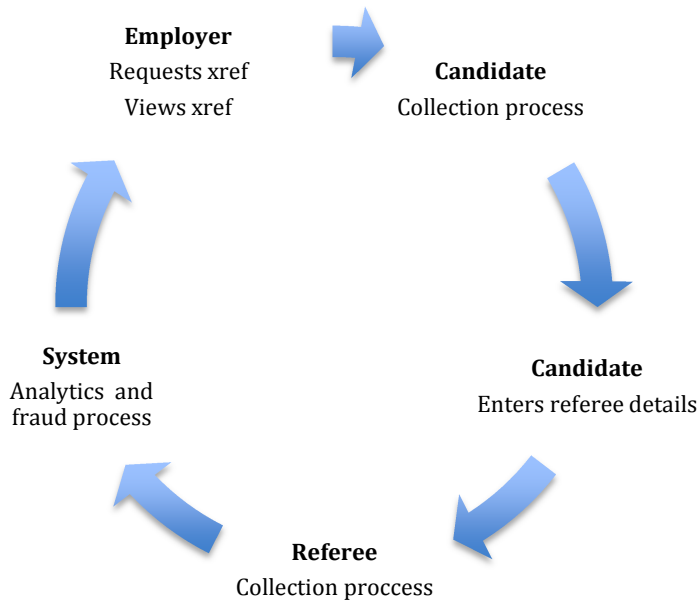 Employer
Requests xref
Views xref
Candidate
Collection process
Candidate
Enters referee details
Referee
Collection proccess
System
Analytics and
fraud process